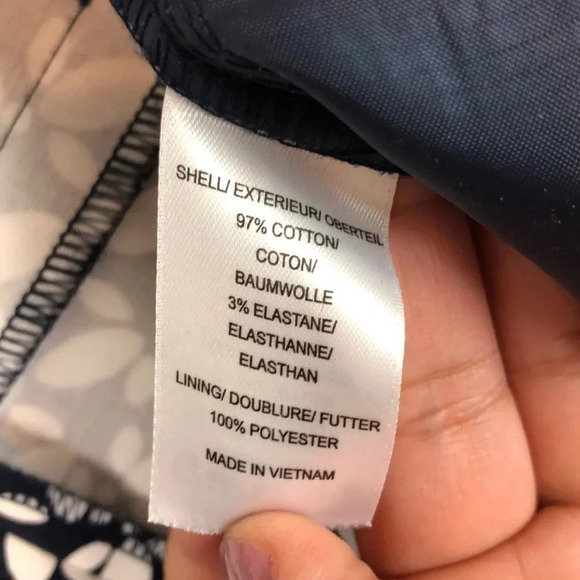 SHELL/ EXTERIEUR/ OBERTEIL
97% COTTON/
COTON/
BAUMWOLLE
3% ELASTANE/
ELASTHANNE/
ELASTHAN
LINING/ DOUBLURE/ FUTTER
100% POLYESTER
MADE IN VIETNAM